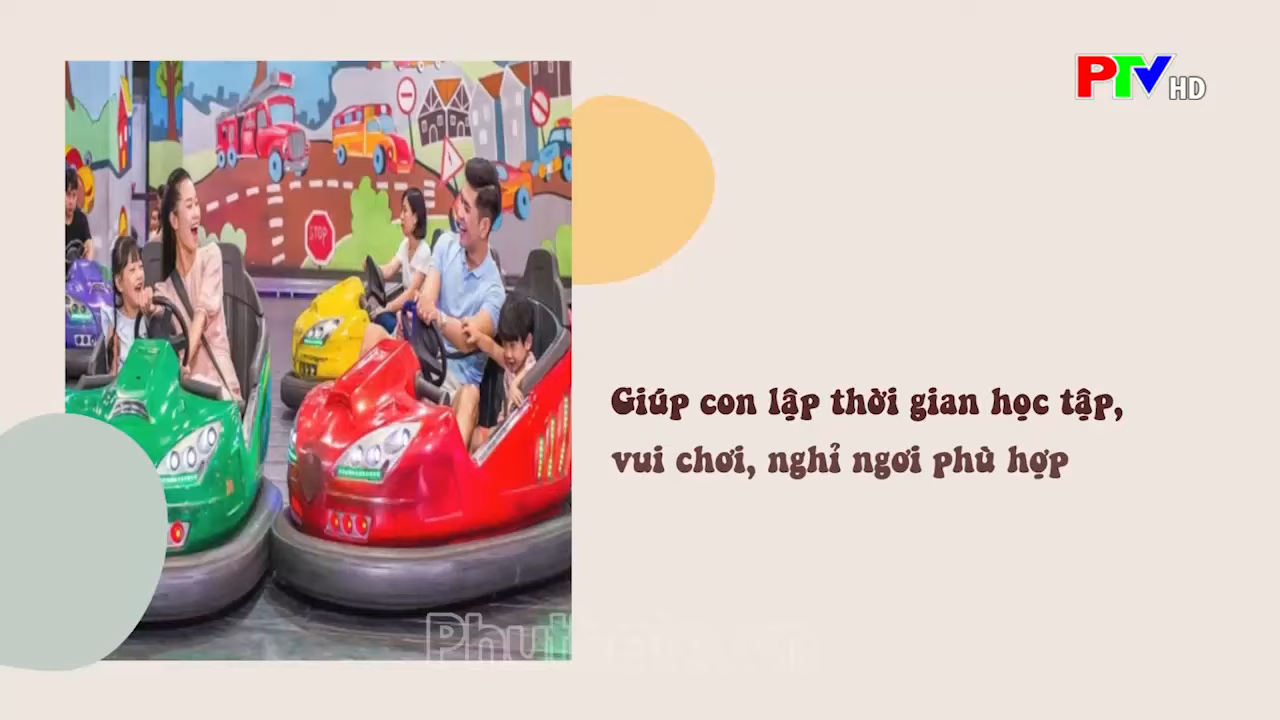 PTV HD
STOP
Giúp con lập thời gian học tập,
vui chơi, nghỉ ngơi phù hợp